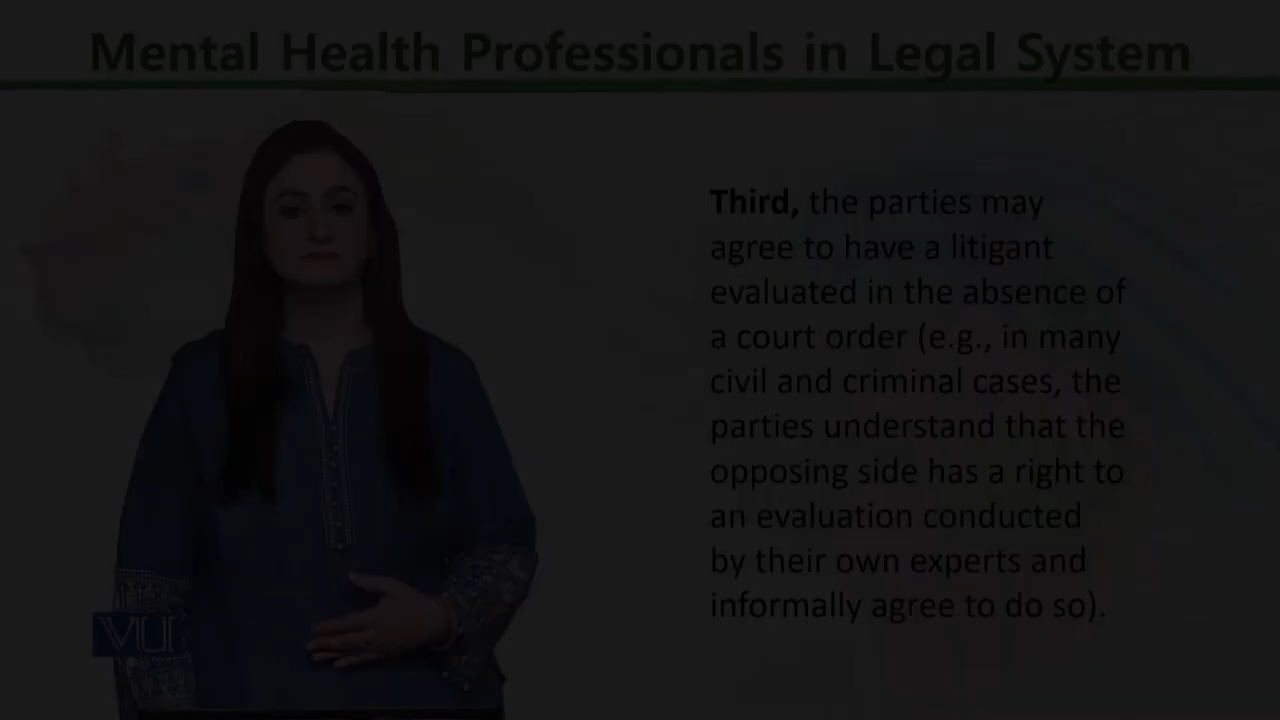 Mental Health Professionals in Legal System
Third, the parties may
agree to have a litigant
evaluated in the absence of
a court order (e.g., in many
civil and criminal cases, the
parties understand that the
opposing side has a right to
an evaluation conducted
by their own experts and
informally agree to do so).
VU